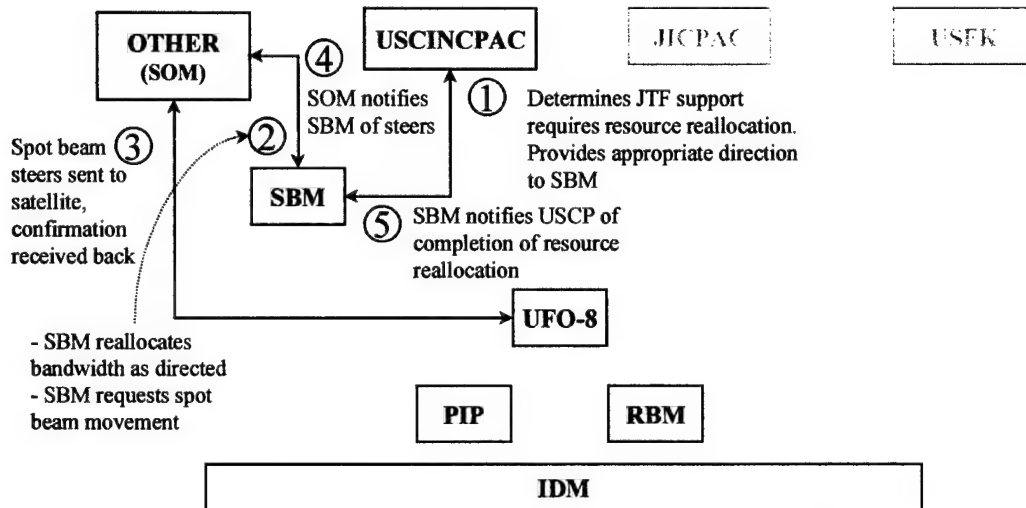 OTHER
(SOM)
USCINCPAC
JICPAC
USFK
④
SOM notifies
SBM of steers
①
Determines JTF support
requires resource reallocation.
Provides appropriate direction
to SBM
②
③
Spot beam
steers sent to
satellite,
confirmation
received back
SBM
⑤
SBM notifies USCP of
completion of resource
reallocation
UFO-8
- SBM reallocates
bandwidth as directed
- SBM requests spot
beam movement
PIP
RBM
IDM